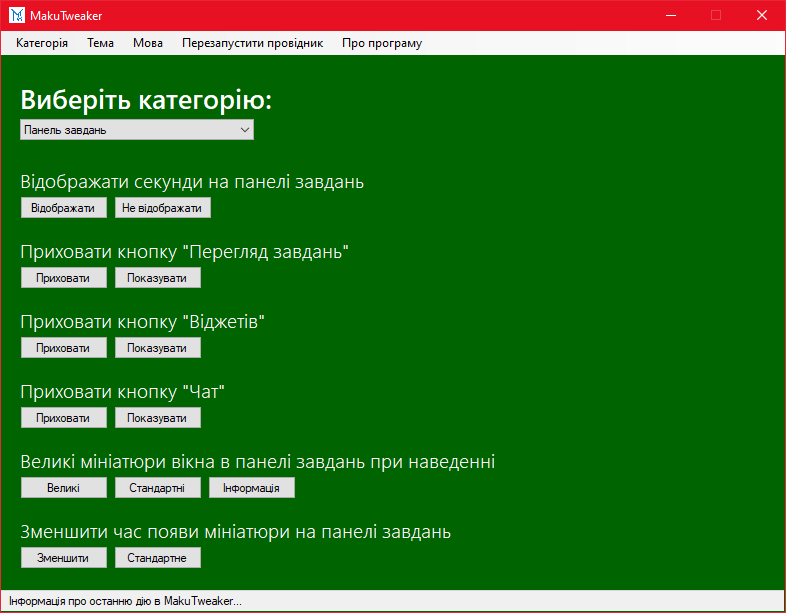 MakuTweaker
Категорія Тема Мова Перезапустити провідник Про програму
Виберіть категорію:
Панель завдань
Відображати секунди на панелі завдань
Відображати Не відображати
Приховати кнопку "Перегляд завдань"
Приховати Показувати
Приховати кнопку "Віджетів"
Приховати Показувати
Приховати кнопку "Чат"
Приховати Показувати
Великі мініатюри вікна в панелі завдань при наведенні
Великі Стандартні Інформація
Зменшити час появи мініатюри на панелі завдань
Зменшити Стандартне
Інформація про останню дію в MakuTweaker...